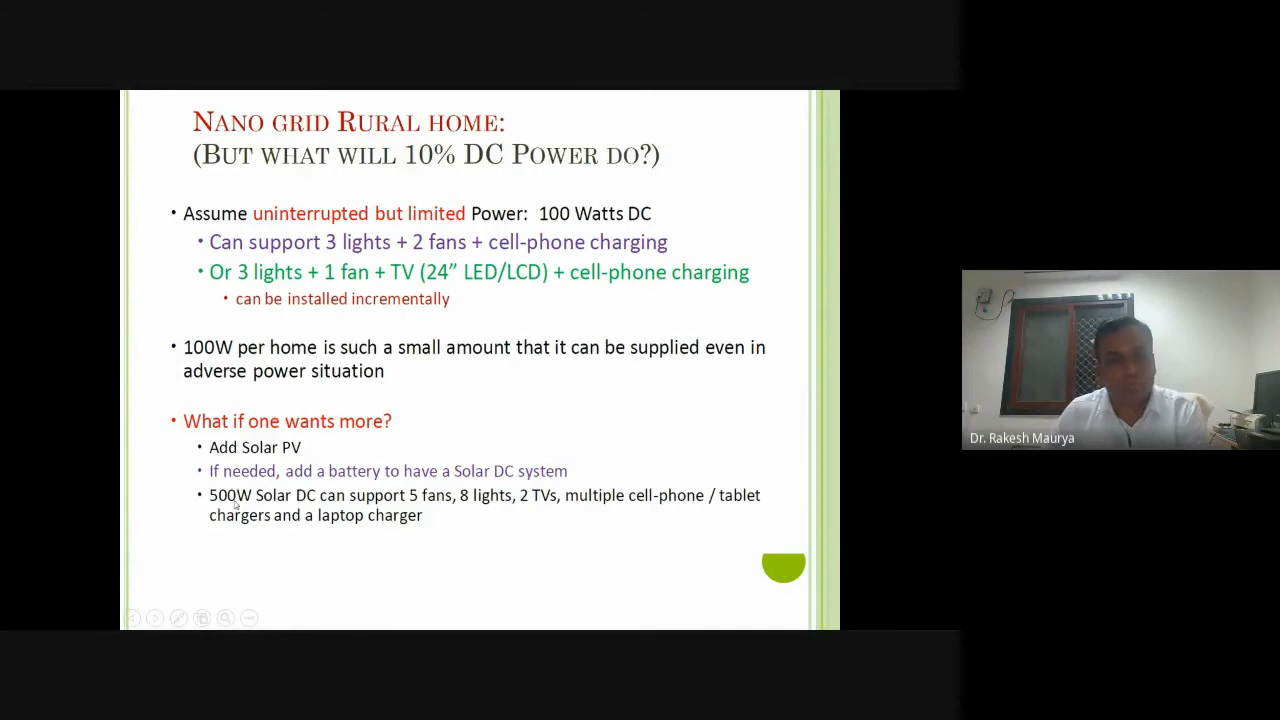 NANO GRID RURAL HOME:
(BUT WHAT WILL 10% DC POWER DO?)
• Assume uninterrupted but limited Power: 100 Watts DC
• Can support 3 lights + 2 fans + cell-phone charging
• Or 3 lights + 1 fan + TV (24” LED/LCD) + cell-phone charging
• can be installed incrementally
• 100W per home is such a small amount that it can be supplied even in
adverse power situation
• What if one wants more?
• Add Solar PV
• If needed, add a battery to have a Solar DC system
• 500W Solar DC can support 5 fans, 8 lights, 2 TVs, multiple cell-phone / tablet
chargers and a laptop charger
Dr. Rakesh Maurya